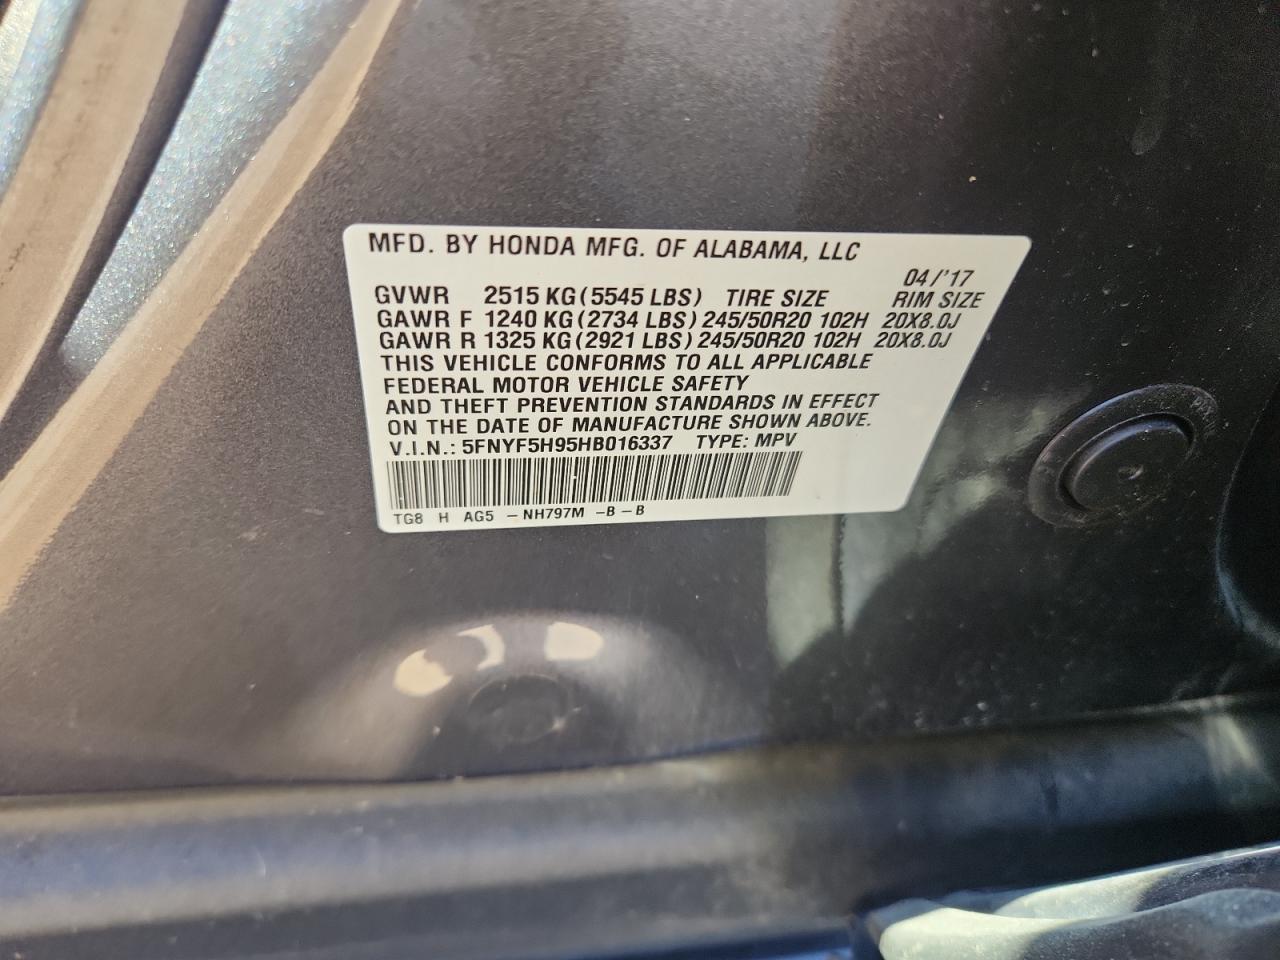 MFD. BY HONDA MFG. OF ALABAMA, LLC
04/'17
GVWR 2515 KG (5545 LBS) TIRE SIZE RIM SIZE
GAWR F 1240 KG (2734 LBS) 245/50R20 102H 20X8.0J
GAWR R 1325 KG (2921 LBS) 245/50R20 102H 20X8.0J
THIS VEHICLE CONFORMS TO ALL APPLICABLE
FEDERAL MOTOR VEHICLE SAFETY
AND THEFT PREVENTION STANDARDS IN EFFECT
ON THE DATE OF MANUFACTURE SHOWN ABOVE.
V.I.N.: 5FNYF5H95HB016337 TYPE: MPV
TG8 H AG5 - NH797M -B - B